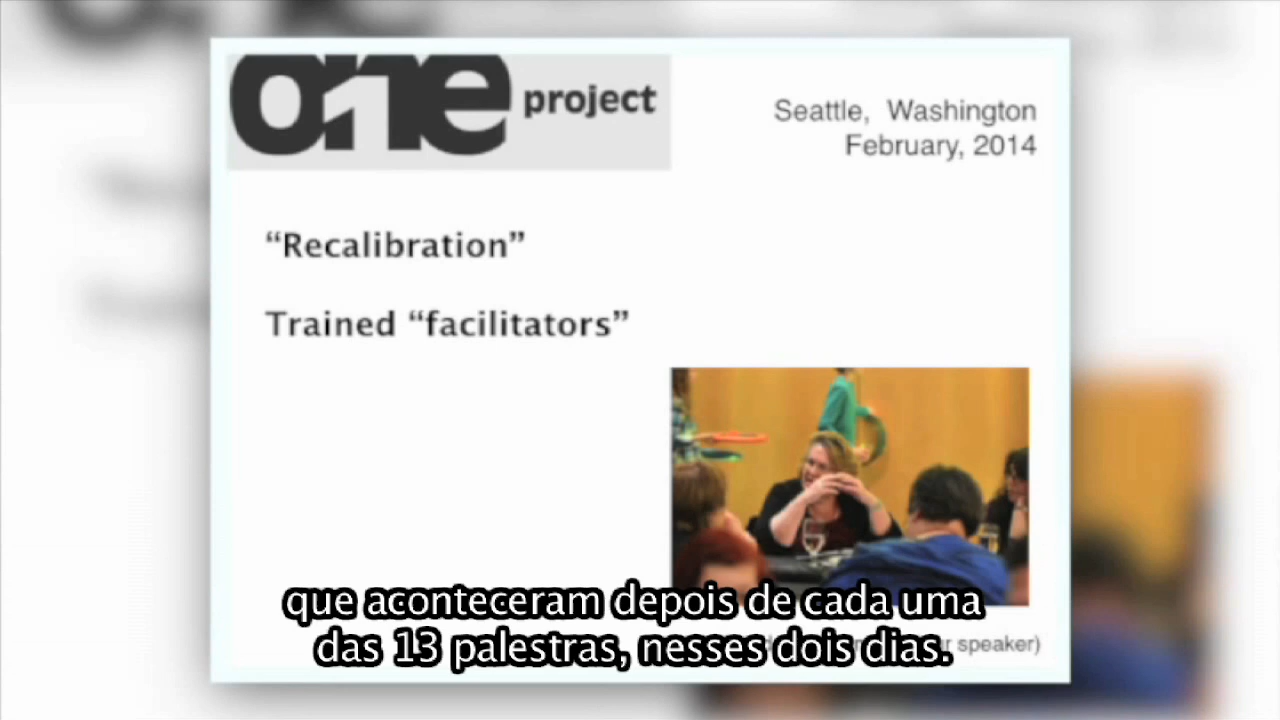 one project
Seattle, Washington
February, 2014
“Recalibration”
Trained “facilitators”
que aconteceram depois de cada uma
das 13 palestras, nesses dois dias.
speaker)